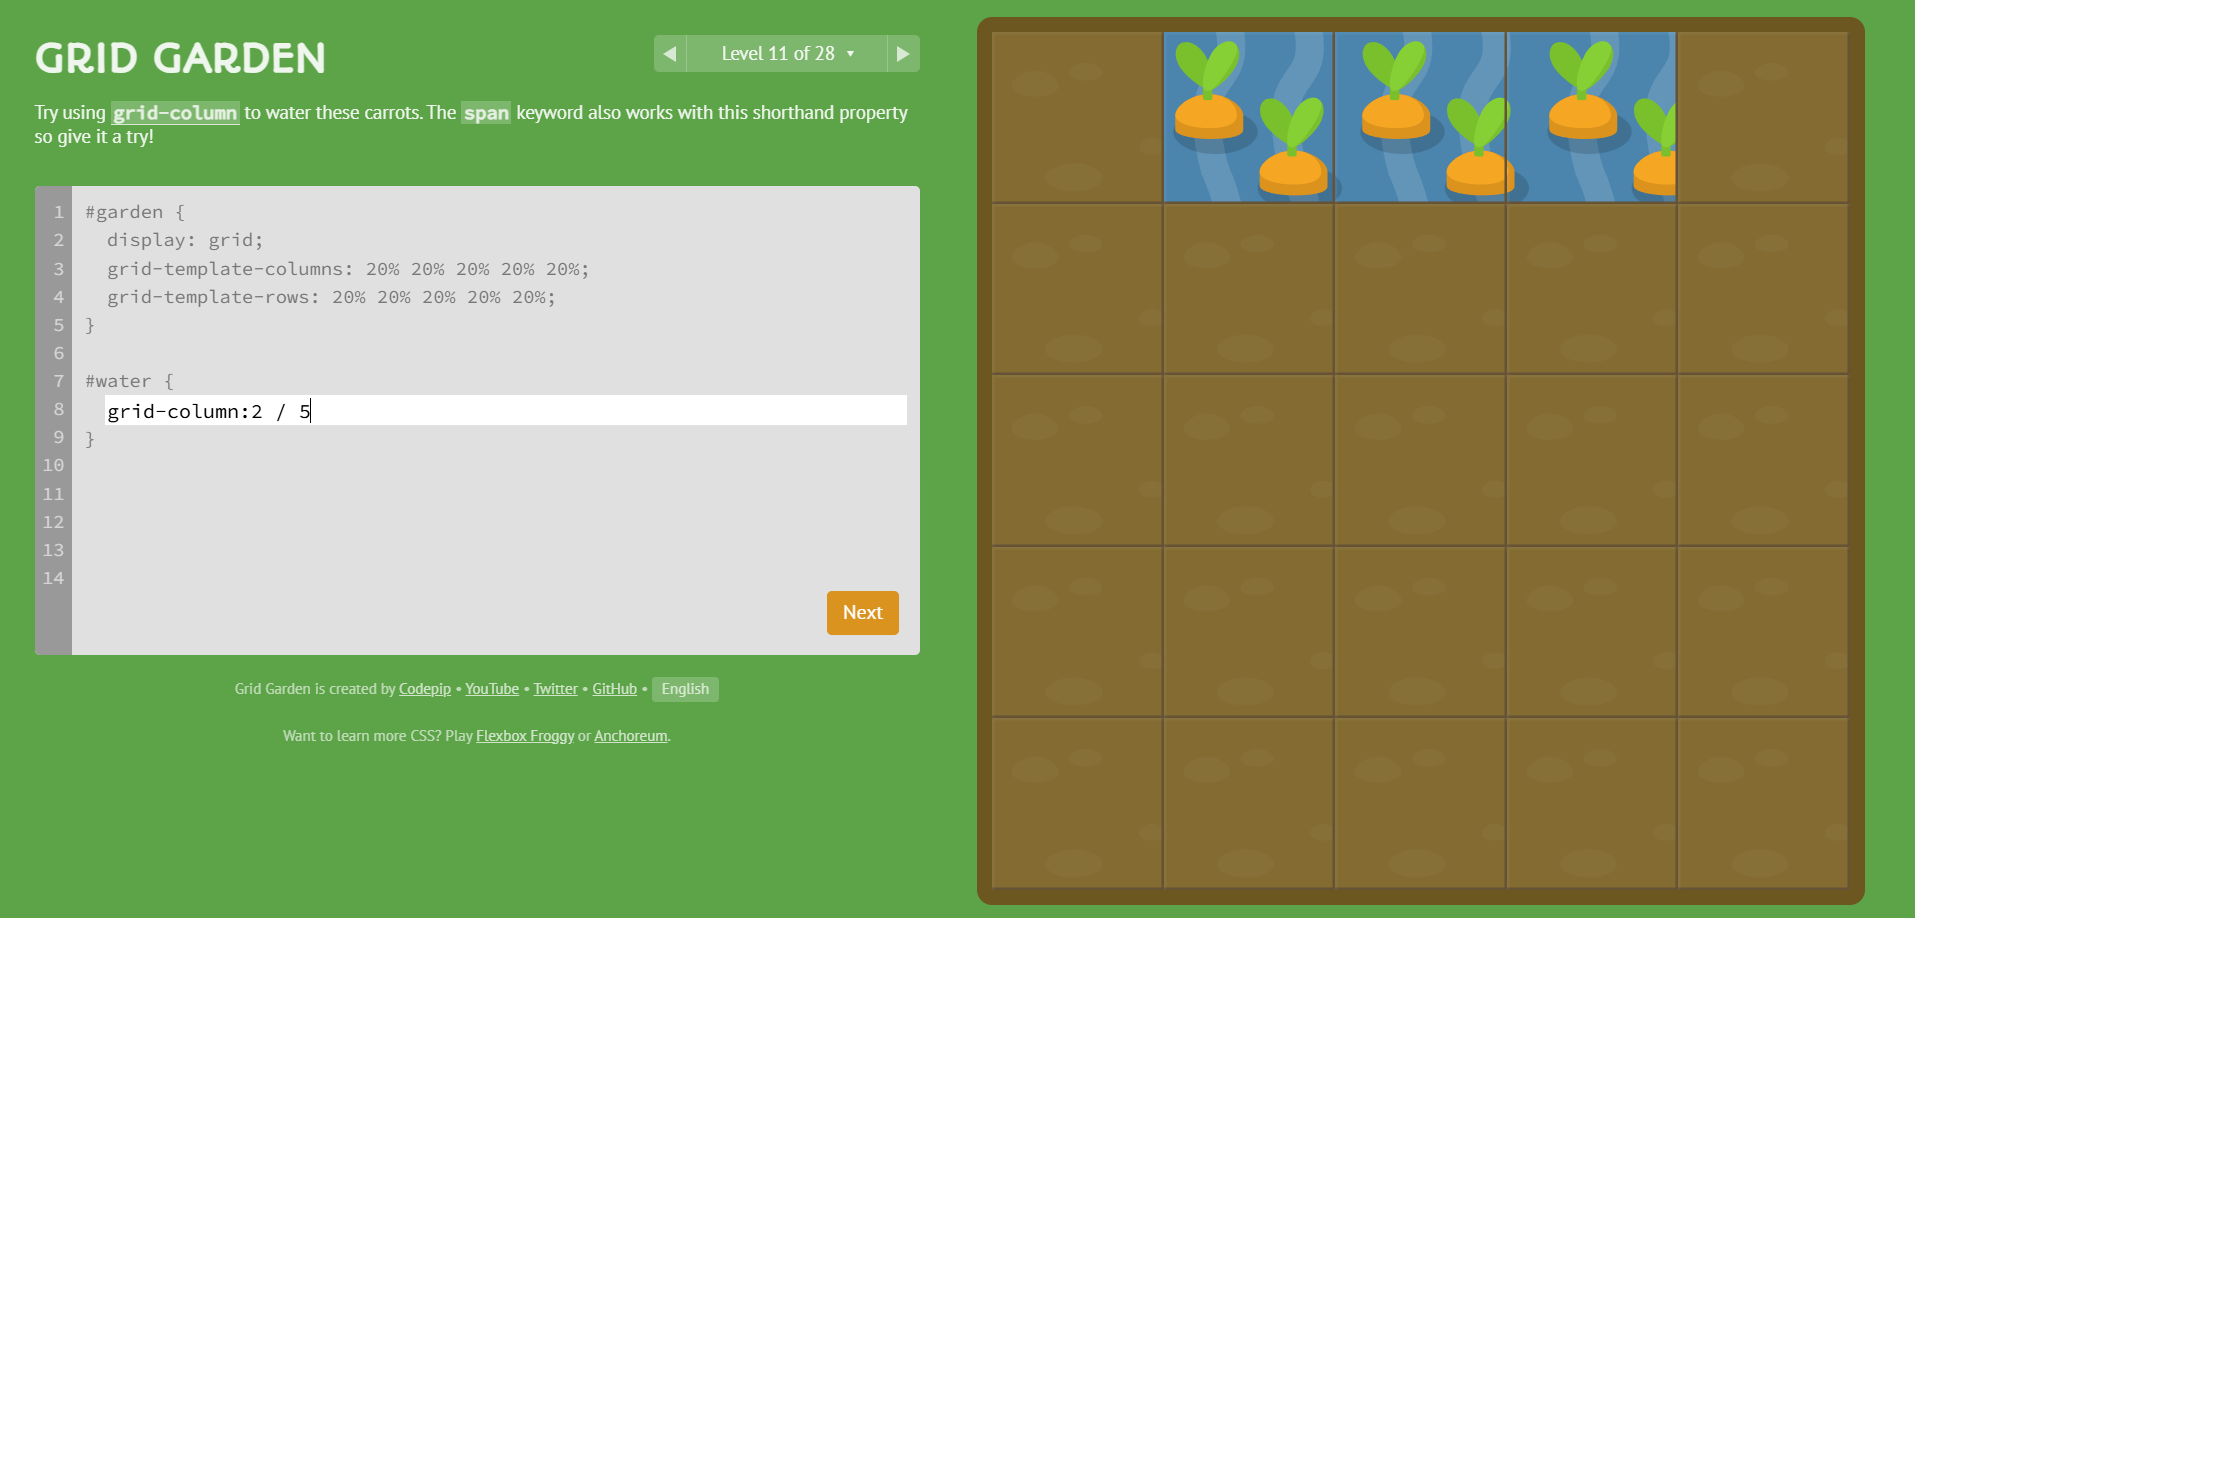 GRID GARDEN
◀ Level 11 of 28 ▼ ▶
Try using grid-column to water these carrots. The span keyword also works with this shorthand property
so give it a try!
1 #garden {
2 display: grid;
3 grid-template-columns: 20% 20% 20% 20% 20%;
4 grid-template-rows: 20% 20% 20% 20% 20%;
5 }
6
7 #water {
8 grid-column:2 / 5
9 }
10
11
12
13
14
Next
Grid Garden is created by Codepip • YouTube • Twitter • GitHub • English
Want to learn more CSS? Play Flexbox Froggy or Anchoreum.